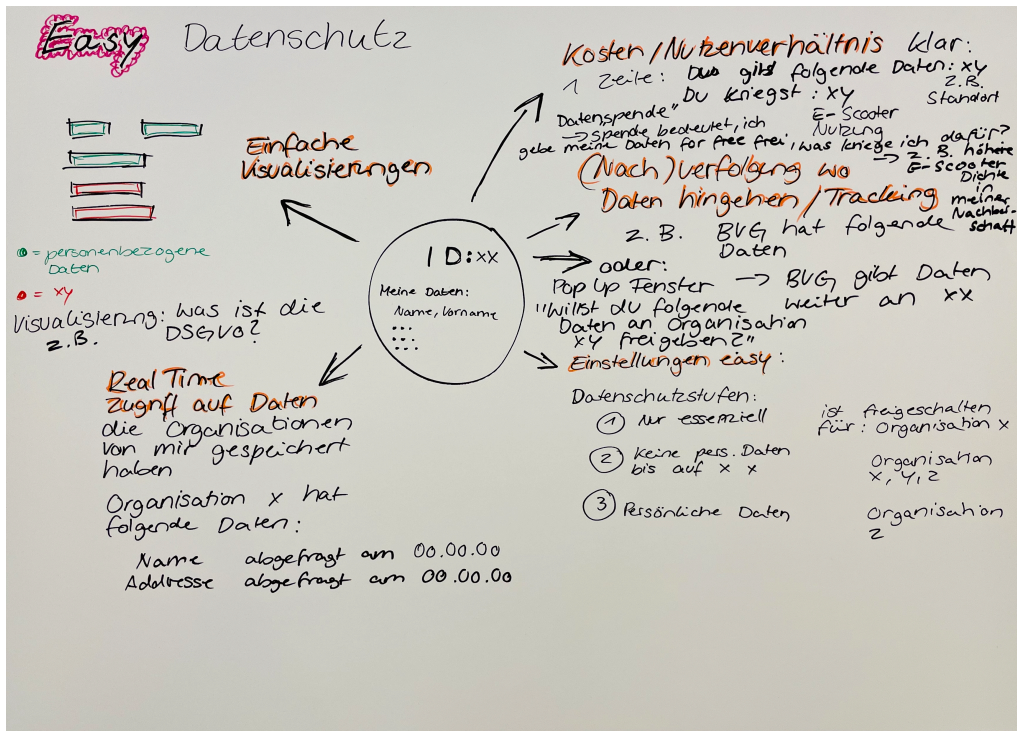 Easy Datenschutz
Einfache
Visualisierungen
= personenbezogene
Daten
= xy
Visualisierung: was ist die
z.B. DSGVO?
Real Time
Zugriff auf Daten
die Organisationen
von mir gespeichert
haben
Organisation x hat
folgende Daten:
Name abgefragt am 00.00.00
Addresse abgefragt am 00.00.00
ID:xx
Meine Daten:
Name, Vorname
Kosten/Nutzenverhältnis klar:
1 Zeile: Du gibst folgende Daten: xy
z.B.
Standort
Du kriegst: xy
E-Scooter
Nutzung
Datenspende"
→ spende bedeutet, ich
gebe meine Daten for free frei, was kriege ich dafür?
→ z.B. höhere
E-Scooter
Dichte
in
meiner
Nachbar-
schaft
(Nach)verfolgung wo
Daten hingehen/Tracking
z.B. BVG hat folgende
Daten
→ BVG gibt Daten
weiter an xx
oder:
Pop Up Fenster
"Willst du folgende
Daten an Organisation
xy freigeben?"
Einstellungen easy:
Datenschutzstufen:
1 Nur essenziell
ist freigeschalten
für: Organisation x
2 Keine pers. Daten
bis auf x x
Organisation
x, y, z
3 Persönliche Daten
Organisation
z